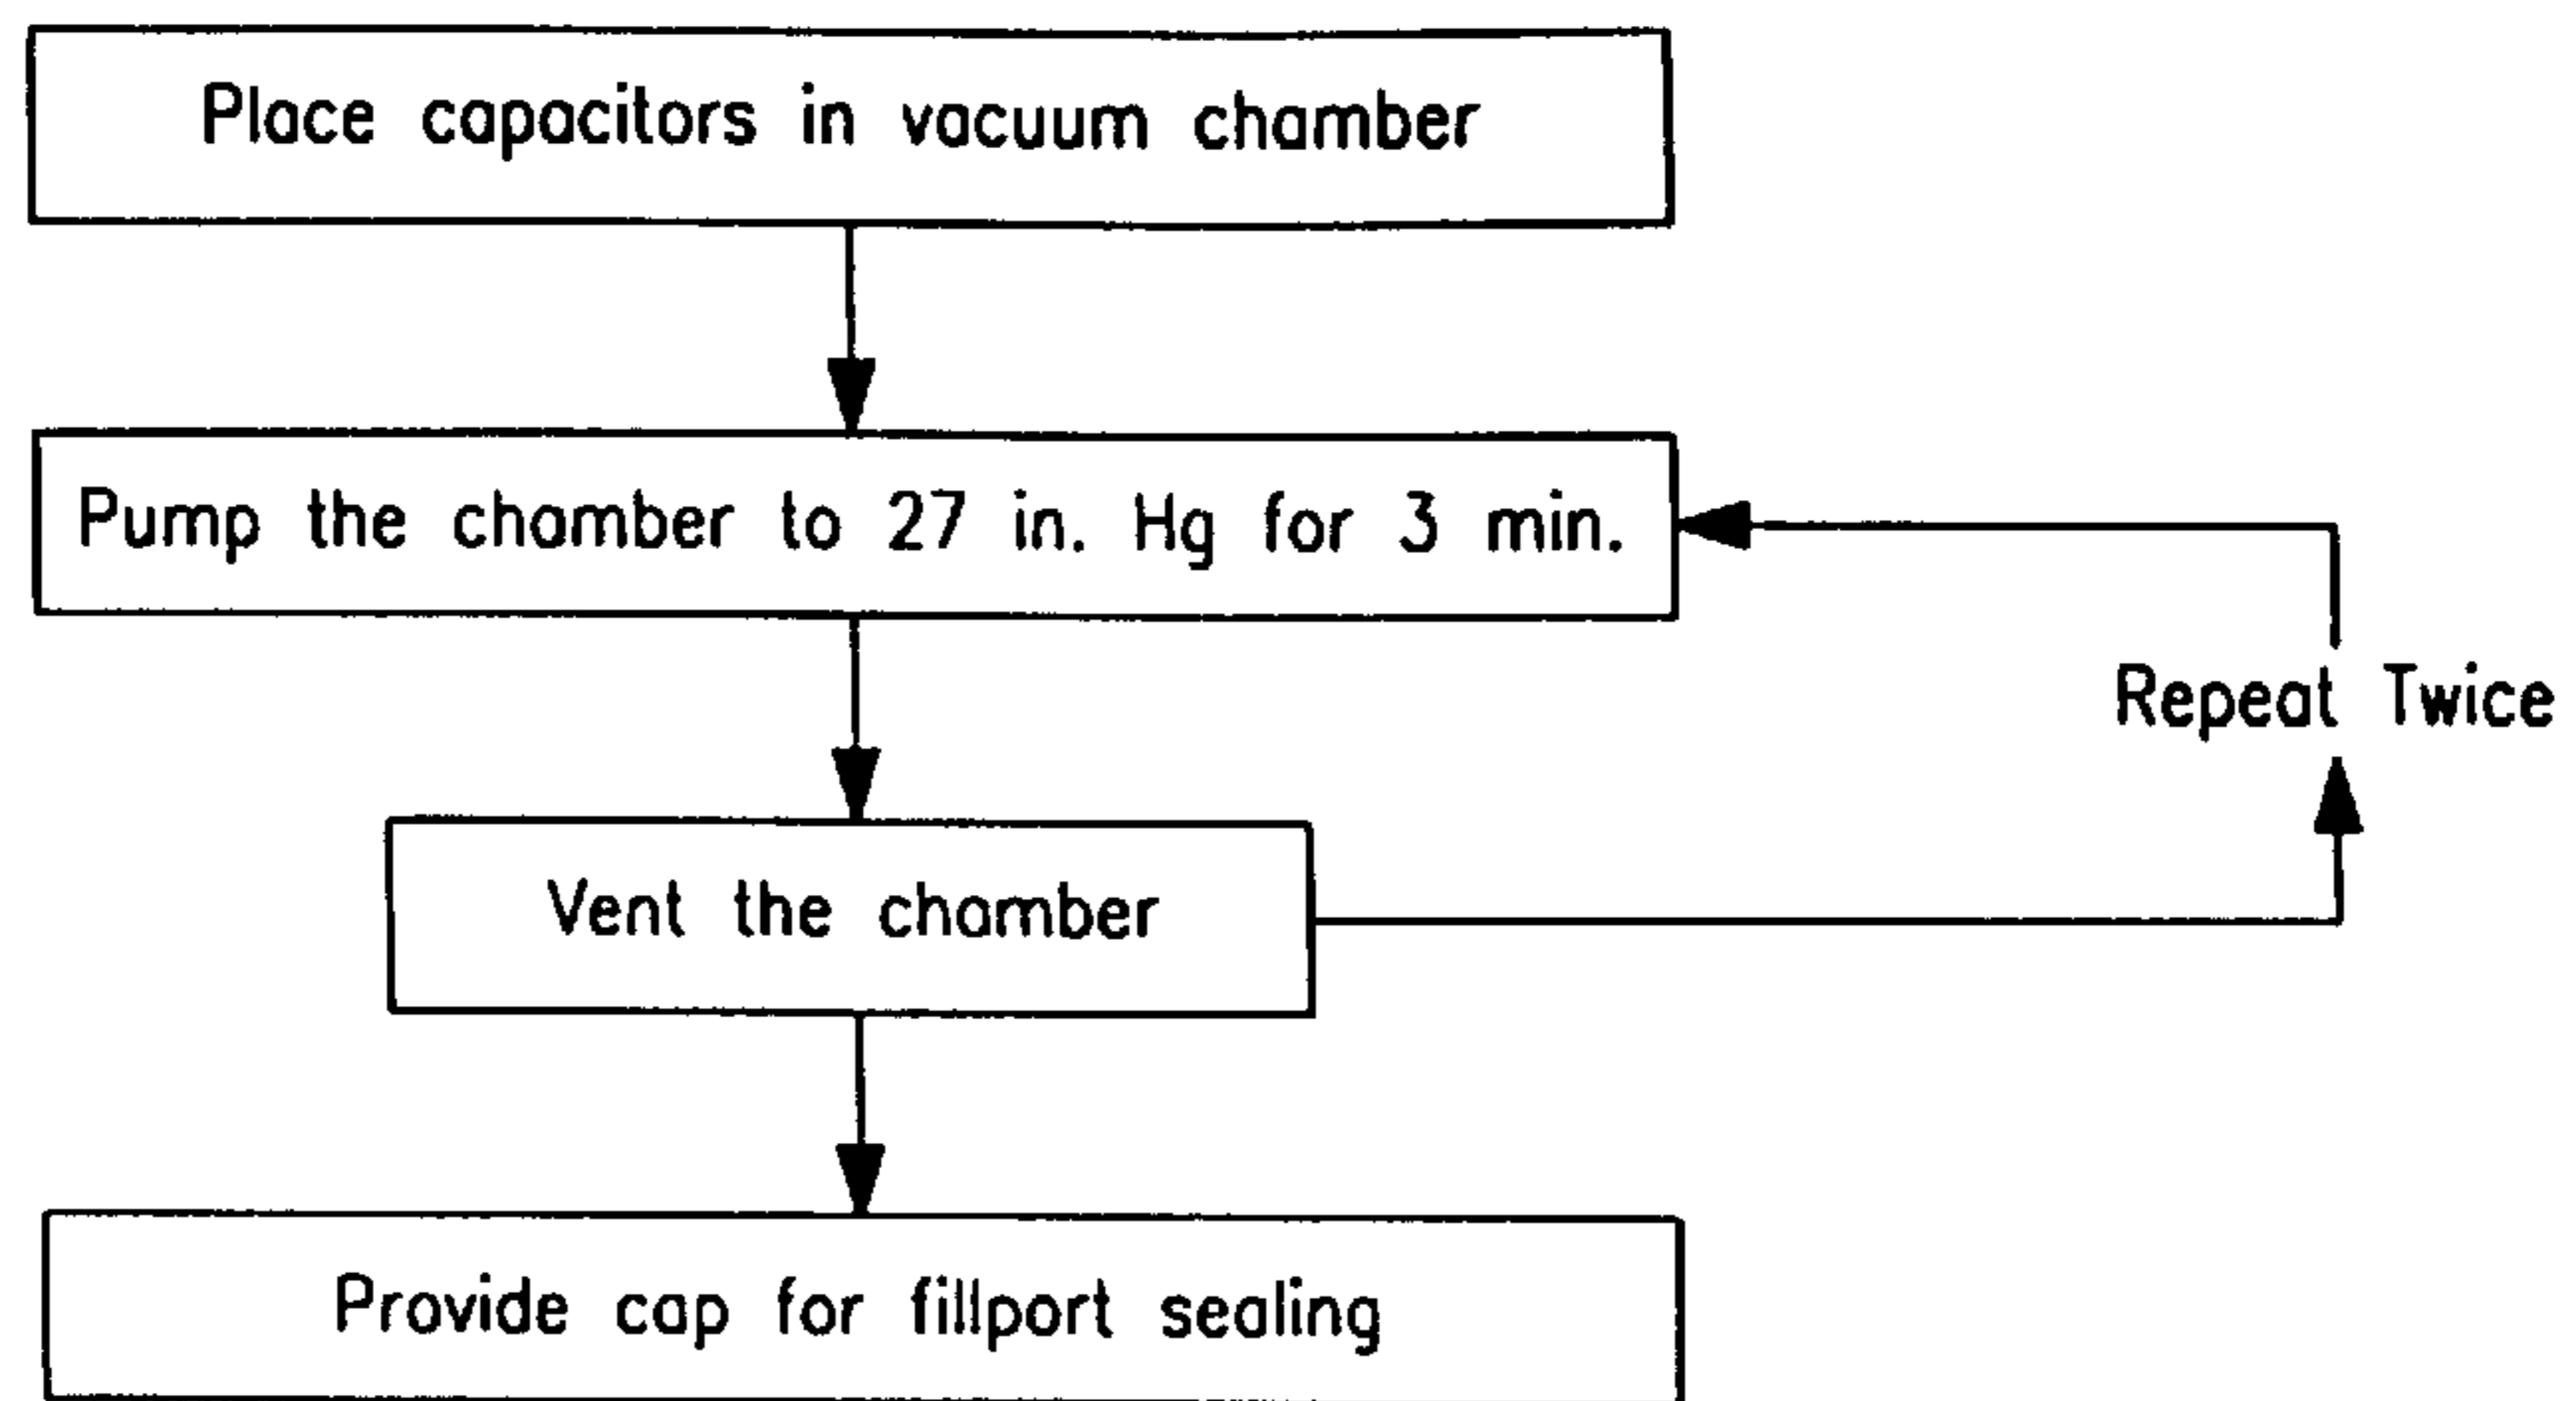 Place capacitors in vacuum chamber
Pump the chamber to 27 in. Hg for 3 min.
Repeat Twice
Vent the chamber
Provide cap for fillport sealing